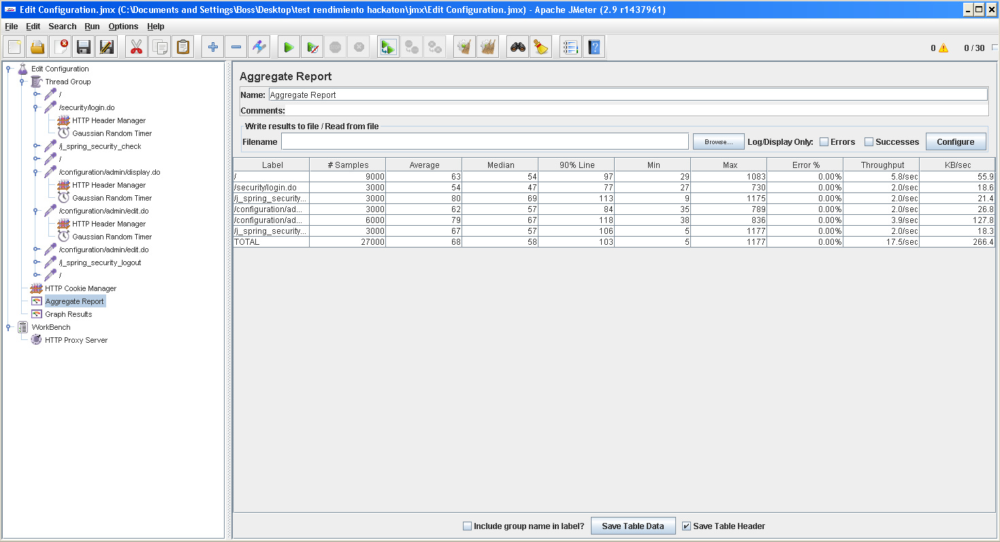 Edit Configuration.jmx (C:\Documents and Settings\Boss\Desktop\test rendimiento hackaton\jmx\Edit Configuration.jmx) - Apache JMeter (2.9 r1437961)
File Edit Search Run Options Help
0 0 / 30
Edit Configuration
Thread Group
/
/security/login.do
HTTP Header Manager
Gaussian Random Timer
/j_spring_security_check
/
/configuration/admin/display.do
HTTP Header Manager
Gaussian Random Timer
/configuration/admin/edit.do
HTTP Header Manager
Gaussian Random Timer
/configuration/admin/edit.do
/j_spring_security_logout
/
HTTP Cookie Manager
Aggregate Report
Graph Results
WorkBench
HTTP Proxy Server
Aggregate Report
Name: Aggregate Report
Comments:
Write results to file / Read from file
Filename Browse... Log/Display Only: Errors Successes Configure
Label # Samples Average Median 90% Line Min Max Error % Throughput KB/sec
/ 9000 63 54 97 29 1083 0.00% 5.8/sec 55.9
/security/login.do 3000 54 47 77 27 730 0.00% 2.0/sec 18.6
/j_spring_security... 3000 80 69 113 9 1175 0.00% 2.0/sec 21.4
/configuration/ad... 3000 62 57 84 35 789 0.00% 2.0/sec 26.8
/configuration/ad... 6000 79 67 118 38 836 0.00% 3.9/sec 127.8
/j_spring_security... 3000 67 57 106 5 1177 0.00% 2.0/sec 18.3
TOTAL 27000 68 58 103 5 1177 0.00% 17.5/sec 266.4
Include group name in label? Save Table Data Save Table Header